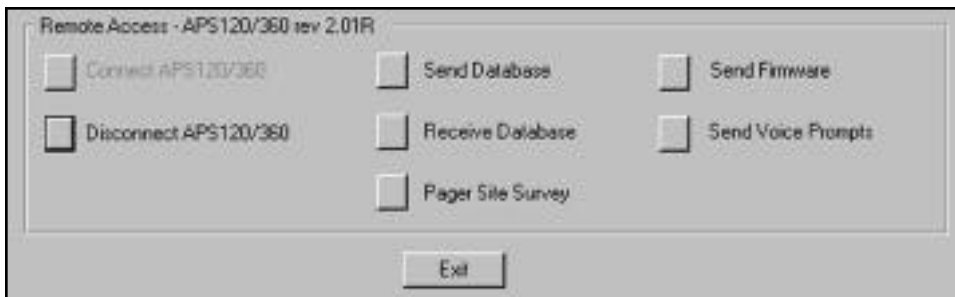 Remote Access - APS120/360 rev 2.01R
Connect APS120/360
Send Database
Send Firmware
Disconnect APS120/360
Receive Database
Send Voice Prompts
Pager Site Survey
Exit